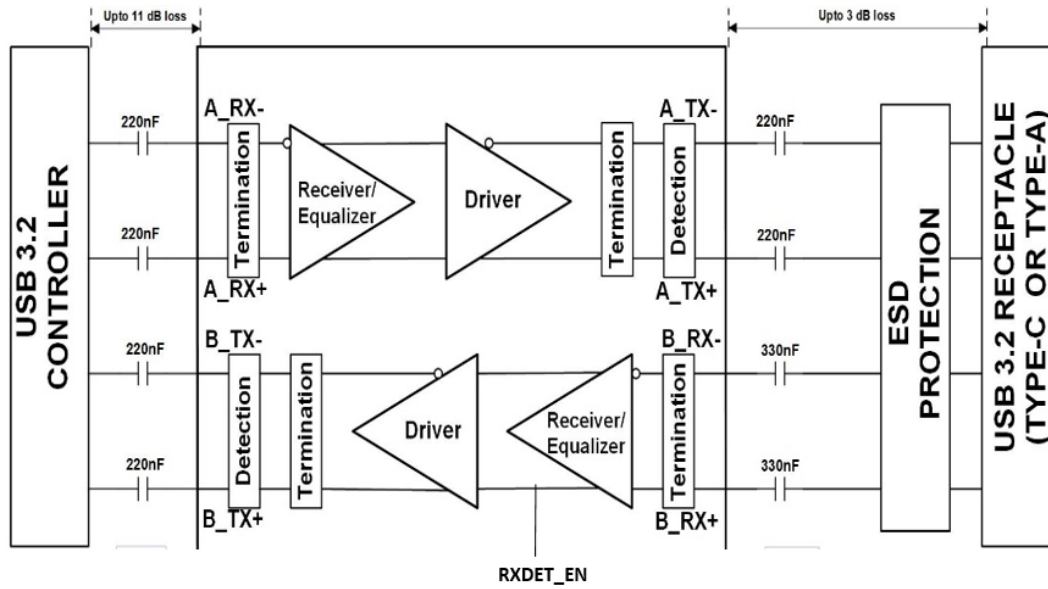 Upto 11 dB loss
Upto 3 dB loss
USB 3.2
CONTROLLER
220nF
220nF
220nF
220nF
A_RX-
Termination
A_RX+
Receiver/
Equalizer
Driver
Termination
A_TX-
Detection
A_TX+
B_TX-
Detection
B_TX+
Termination
Driver
Receiver/
Equalizer
B_RX-
Termination
B_RX+
220nF
220nF
330nF
330nF
ESD
PROTECTION
USB 3.2 RECEPTACLE
(TYPE-C OR TYPE-A)
RXDET_EN